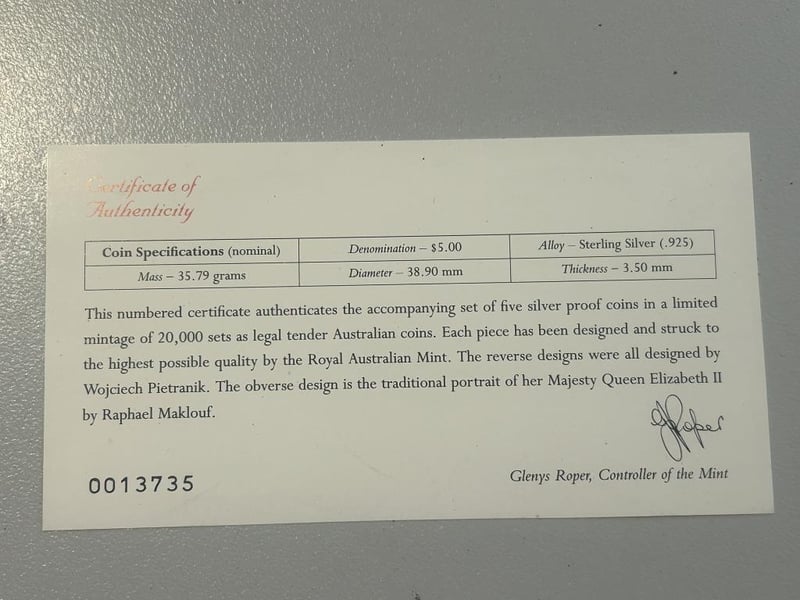 Certificate of
Authenticity
Coin Specifications (nominal) Denomination – $5.00 Alloy – Sterling Silver (.925)
Mass – 35.79 grams Diameter – 38.90 mm Thickness – 3.50 mm
This numbered certificate authenticates the accompanying set of five silver proof coins in a limited
mintage of 20,000 sets as legal tender Australian coins. Each piece has been designed and struck to
the highest possible quality by the Royal Australian Mint. The reverse designs were all designed by
Wojciech Pietranik. The obverse design is the traditional portrait of her Majesty Queen Elizabeth II
by Raphael Maklouf.
GRoper
0013735
Glenys Roper, Controller of the Mint